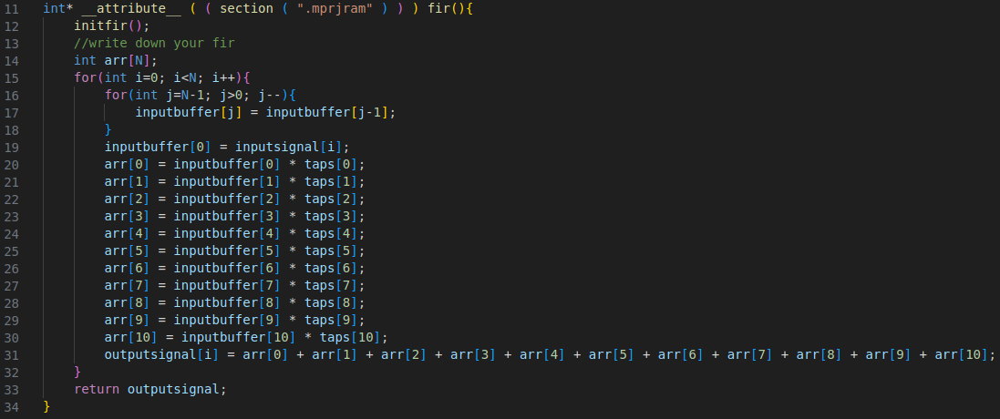 11 int* __attribute__ ( ( section ( ".mprjram" ) ) ) fir(){
12     initfir();
13     //write down your fir
14     int arr[N];
15     for(int i=0; i<N; i++){
16         for(int j=N-1; j>0; j--){
17             inputbuffer[j] = inputbuffer[j-1];
18         }
19         inputbuffer[0] = inputsignal[i];
20         arr[0] = inputbuffer[0] * taps[0];
21         arr[1] = inputbuffer[1] * taps[1];
22         arr[2] = inputbuffer[2] * taps[2];
23         arr[3] = inputbuffer[3] * taps[3];
24         arr[4] = inputbuffer[4] * taps[4];
25         arr[5] = inputbuffer[5] * taps[5];
26         arr[6] = inputbuffer[6] * taps[6];
27         arr[7] = inputbuffer[7] * taps[7];
28         arr[8] = inputbuffer[8] * taps[8];
29         arr[9] = inputbuffer[9] * taps[9];
30         arr[10] = inputbuffer[10] * taps[10];
31         outputsignal[i] = arr[0] + arr[1] + arr[2] + arr[3] + arr[4] + arr[5] + arr[6] + arr[7] + arr[8] + arr[9] + arr[10];
32     }
33     return outputsignal;
34 }